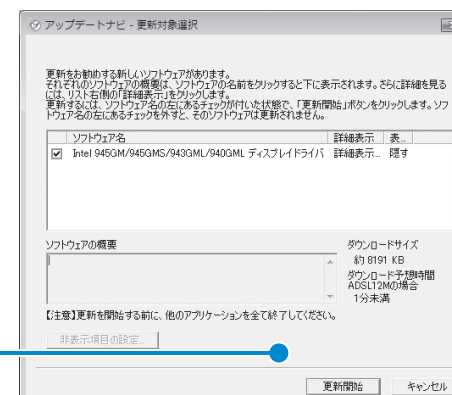 アップデートナビ - 更新対象選択
更新をお勧めする新しいソフトウェアがあります。
それぞれのソフトウェアの概要は、ソフトウェアの名前をクリックすると下に表示されます。さらに詳細を見る
には、リスト右側の「詳細表示」をクリックします。
更新するには、ソフトウェア名の左にあるチェックが付いた状態で、「更新開始」ボタンをクリックします。ソフ
トウェア名の左にあるチェックを外すと、そのソフトウェアは更新されません。
ソフトウェア名 詳細表示 表...
Intel 945GM/945GMS/943GML/940GML ディスプレイドライバ 詳細表示... 隠す
ソフトウェアの概要
ダウンロードサイズ
約 8191 KB
ダウンロード予想時間
ADSL12Mの場合
1分未満
【注意】更新を開始する前に、他のアプリケーションを全て終了してください。
非表示項目の設定...
更新開始 キャンセル